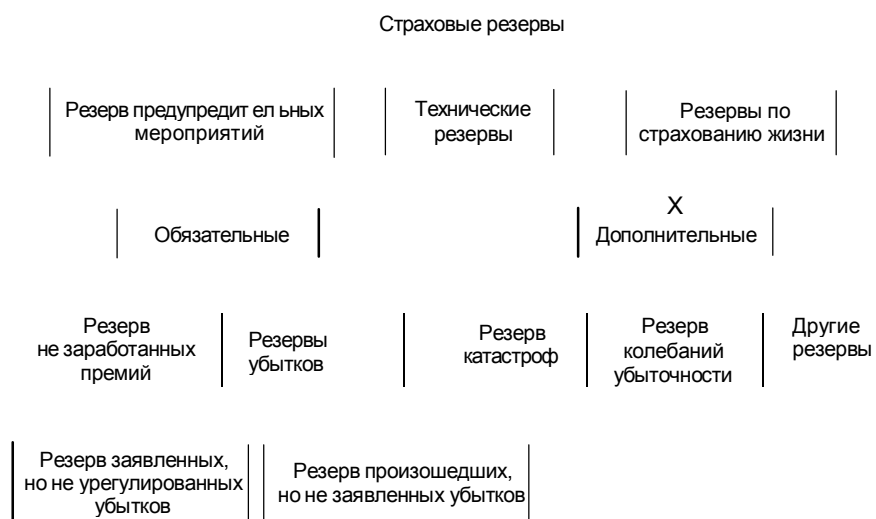 Страховые резервы
Резерв предупредит ел ьных
мероприятий
Технические
резервы
Резервы по
страхованию жизни
Обязательные
X
Дополнительные
Резерв
не заработанных
премий
Резервы
убытков
Резерв
катастроф
Резерв
колебаний
убыточности
Другие
резервы
Резерв заявленных,
но не урегулированных
убытков
Резерв произошедших,
но не заявленных убытков